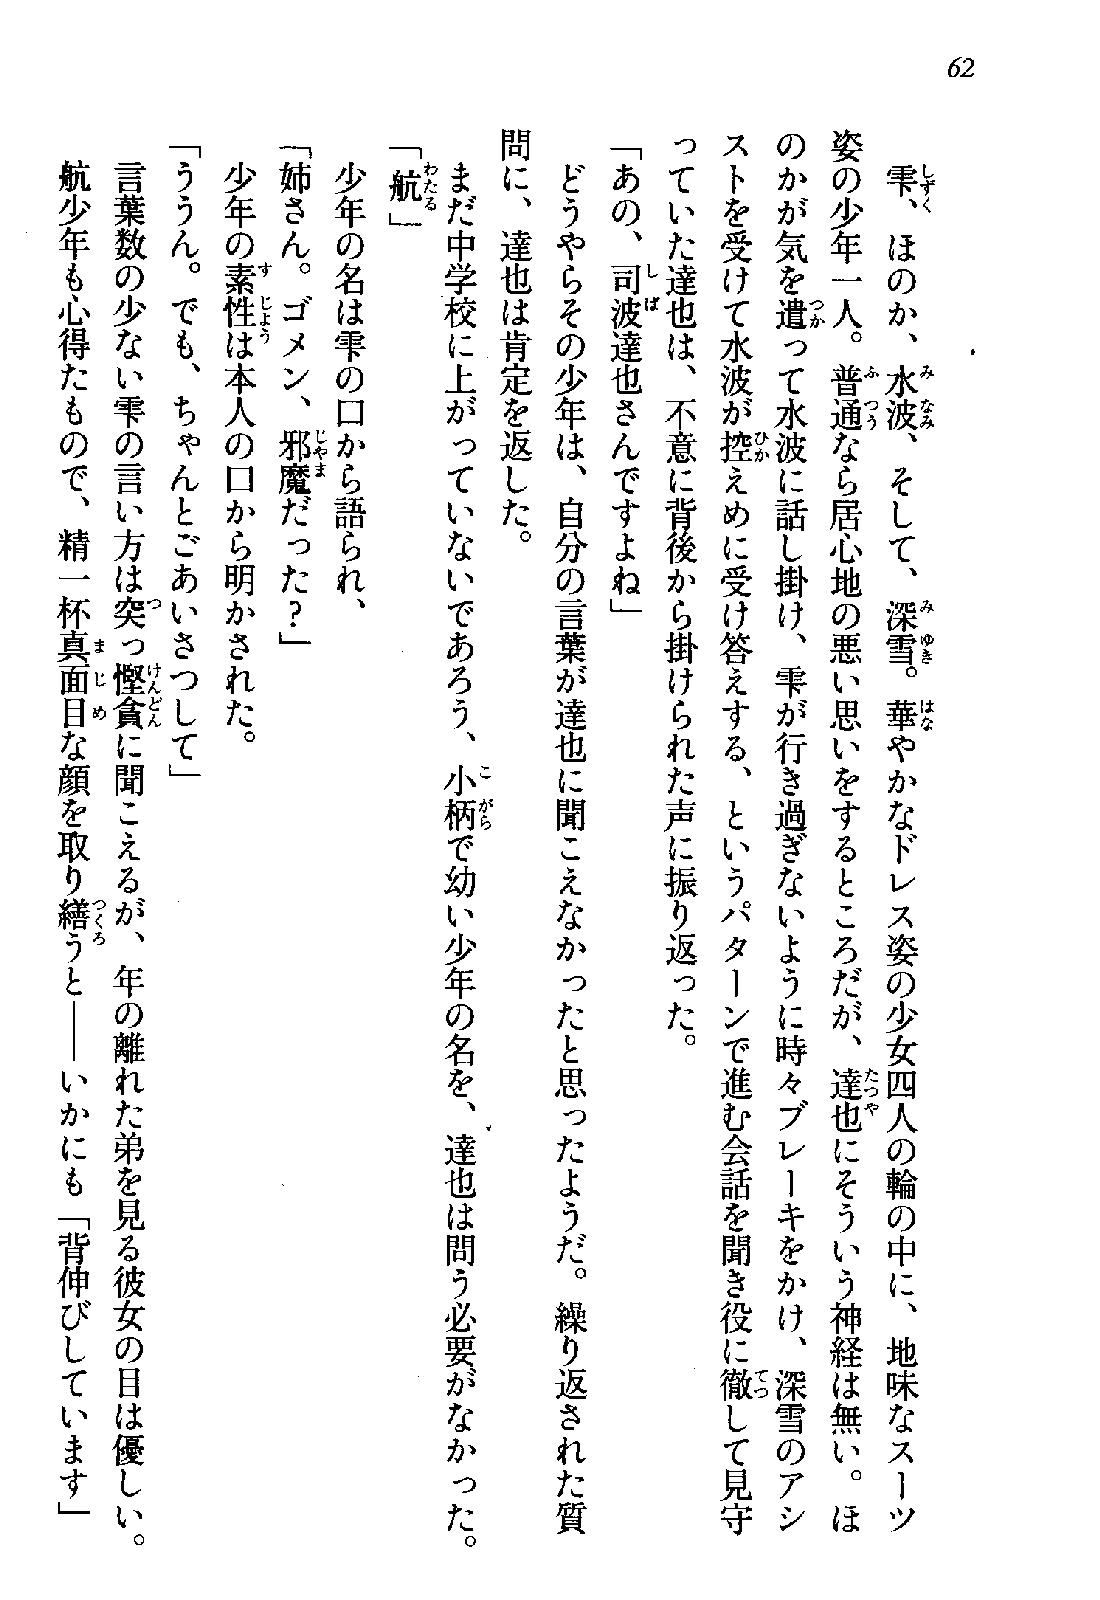 62
雫、ほのか、水波、そして、深雪。華やかなドレス姿の少女四人の輪の中に、地味なスーツ
姿の少年一人。普通なら居心地の悪い思いをするところだが、達也にそういう神経は無い。ほ
のかが気を遣って水波に話し掛け、雫が行き過ぎないように時々ブレーキをかけ、深雪のアシ
ストを受けて水波が控えめに受け答えする、というパターンで進む会話を聞き役に徹して見守
っていた達也は、不意に背後から掛けられた声に振り返った。
「あの、司波達也さんですよね」
どうやらその少年は、自分の言葉が達也に聞こえなかったと思ったようだ。繰り返された質
問に、達也は肯定を返した。
まだ中学校に上がっていないであろう、小柄で幼い少年の名を、達也は問う必要がなかった。
「航」
少年の名は雫の口から語られ、
「姉さん。ゴメン、邪魔だった?」
少年の素性は本人の口から明かされた。
「ううん。でも、ちゃんとごあいさつして」
言葉数の少ない雫の言い方は突っ慳貪に聞こえるが、年の離れた弟を見る彼女の目は優しい。
航少年も心得たもので、精一杯真面目な顔を取り繕うと――いかにも「背伸びしています」